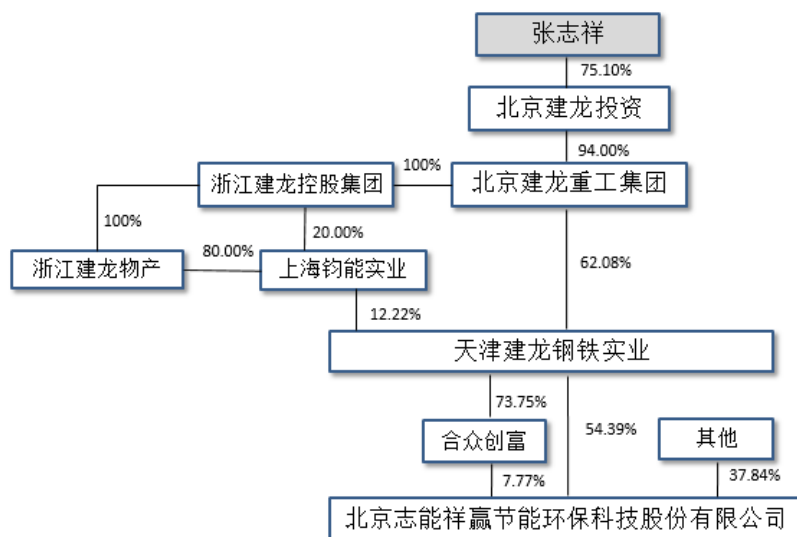 张志祥
75.10%
北京建龙投资
94.00%
浙江建龙控股集团
100%
北京建龙重工集团
100%
20.00%
62.08%
浙江建龙物产
80.00%
上海钧能实业
12.22%
天津建龙钢铁实业
73.75%
54.39%
合众创富
其他
7.77%
37.84%
北京志能祥赢节能环保科技股份有限公司